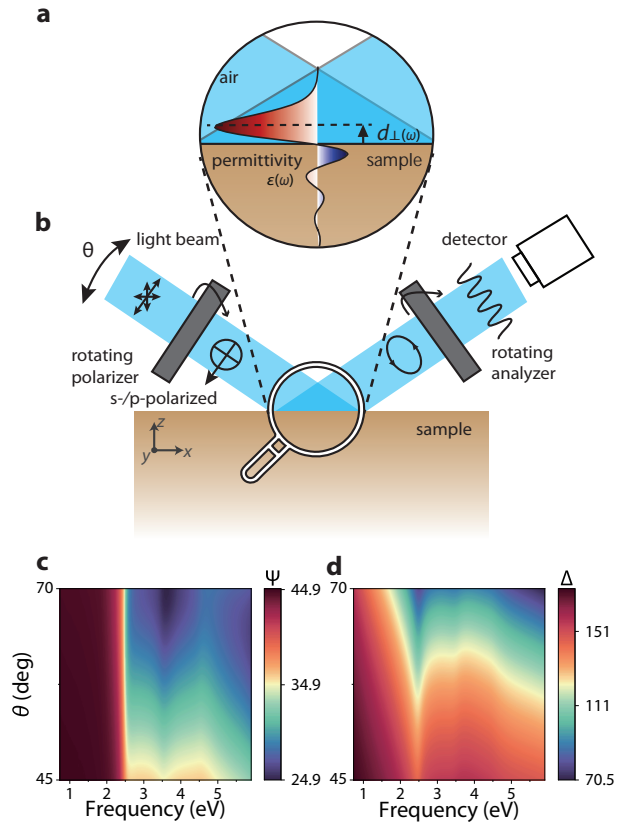 a
air
d⊥(ω)
permittivity
sample
ε(ω)
b
θ
light beam
detector
rotating
polarizer
s-/p-polarized
rotating
analyzer
z
y
x
sample
c
Ψ
d
Δ
70
44.9
70
151
θ (deg)
34.9
111
45
24.9
45
70.5
1 2 3 4 5
1 2 3 4 5
Frequency (eV)
Frequency (eV)